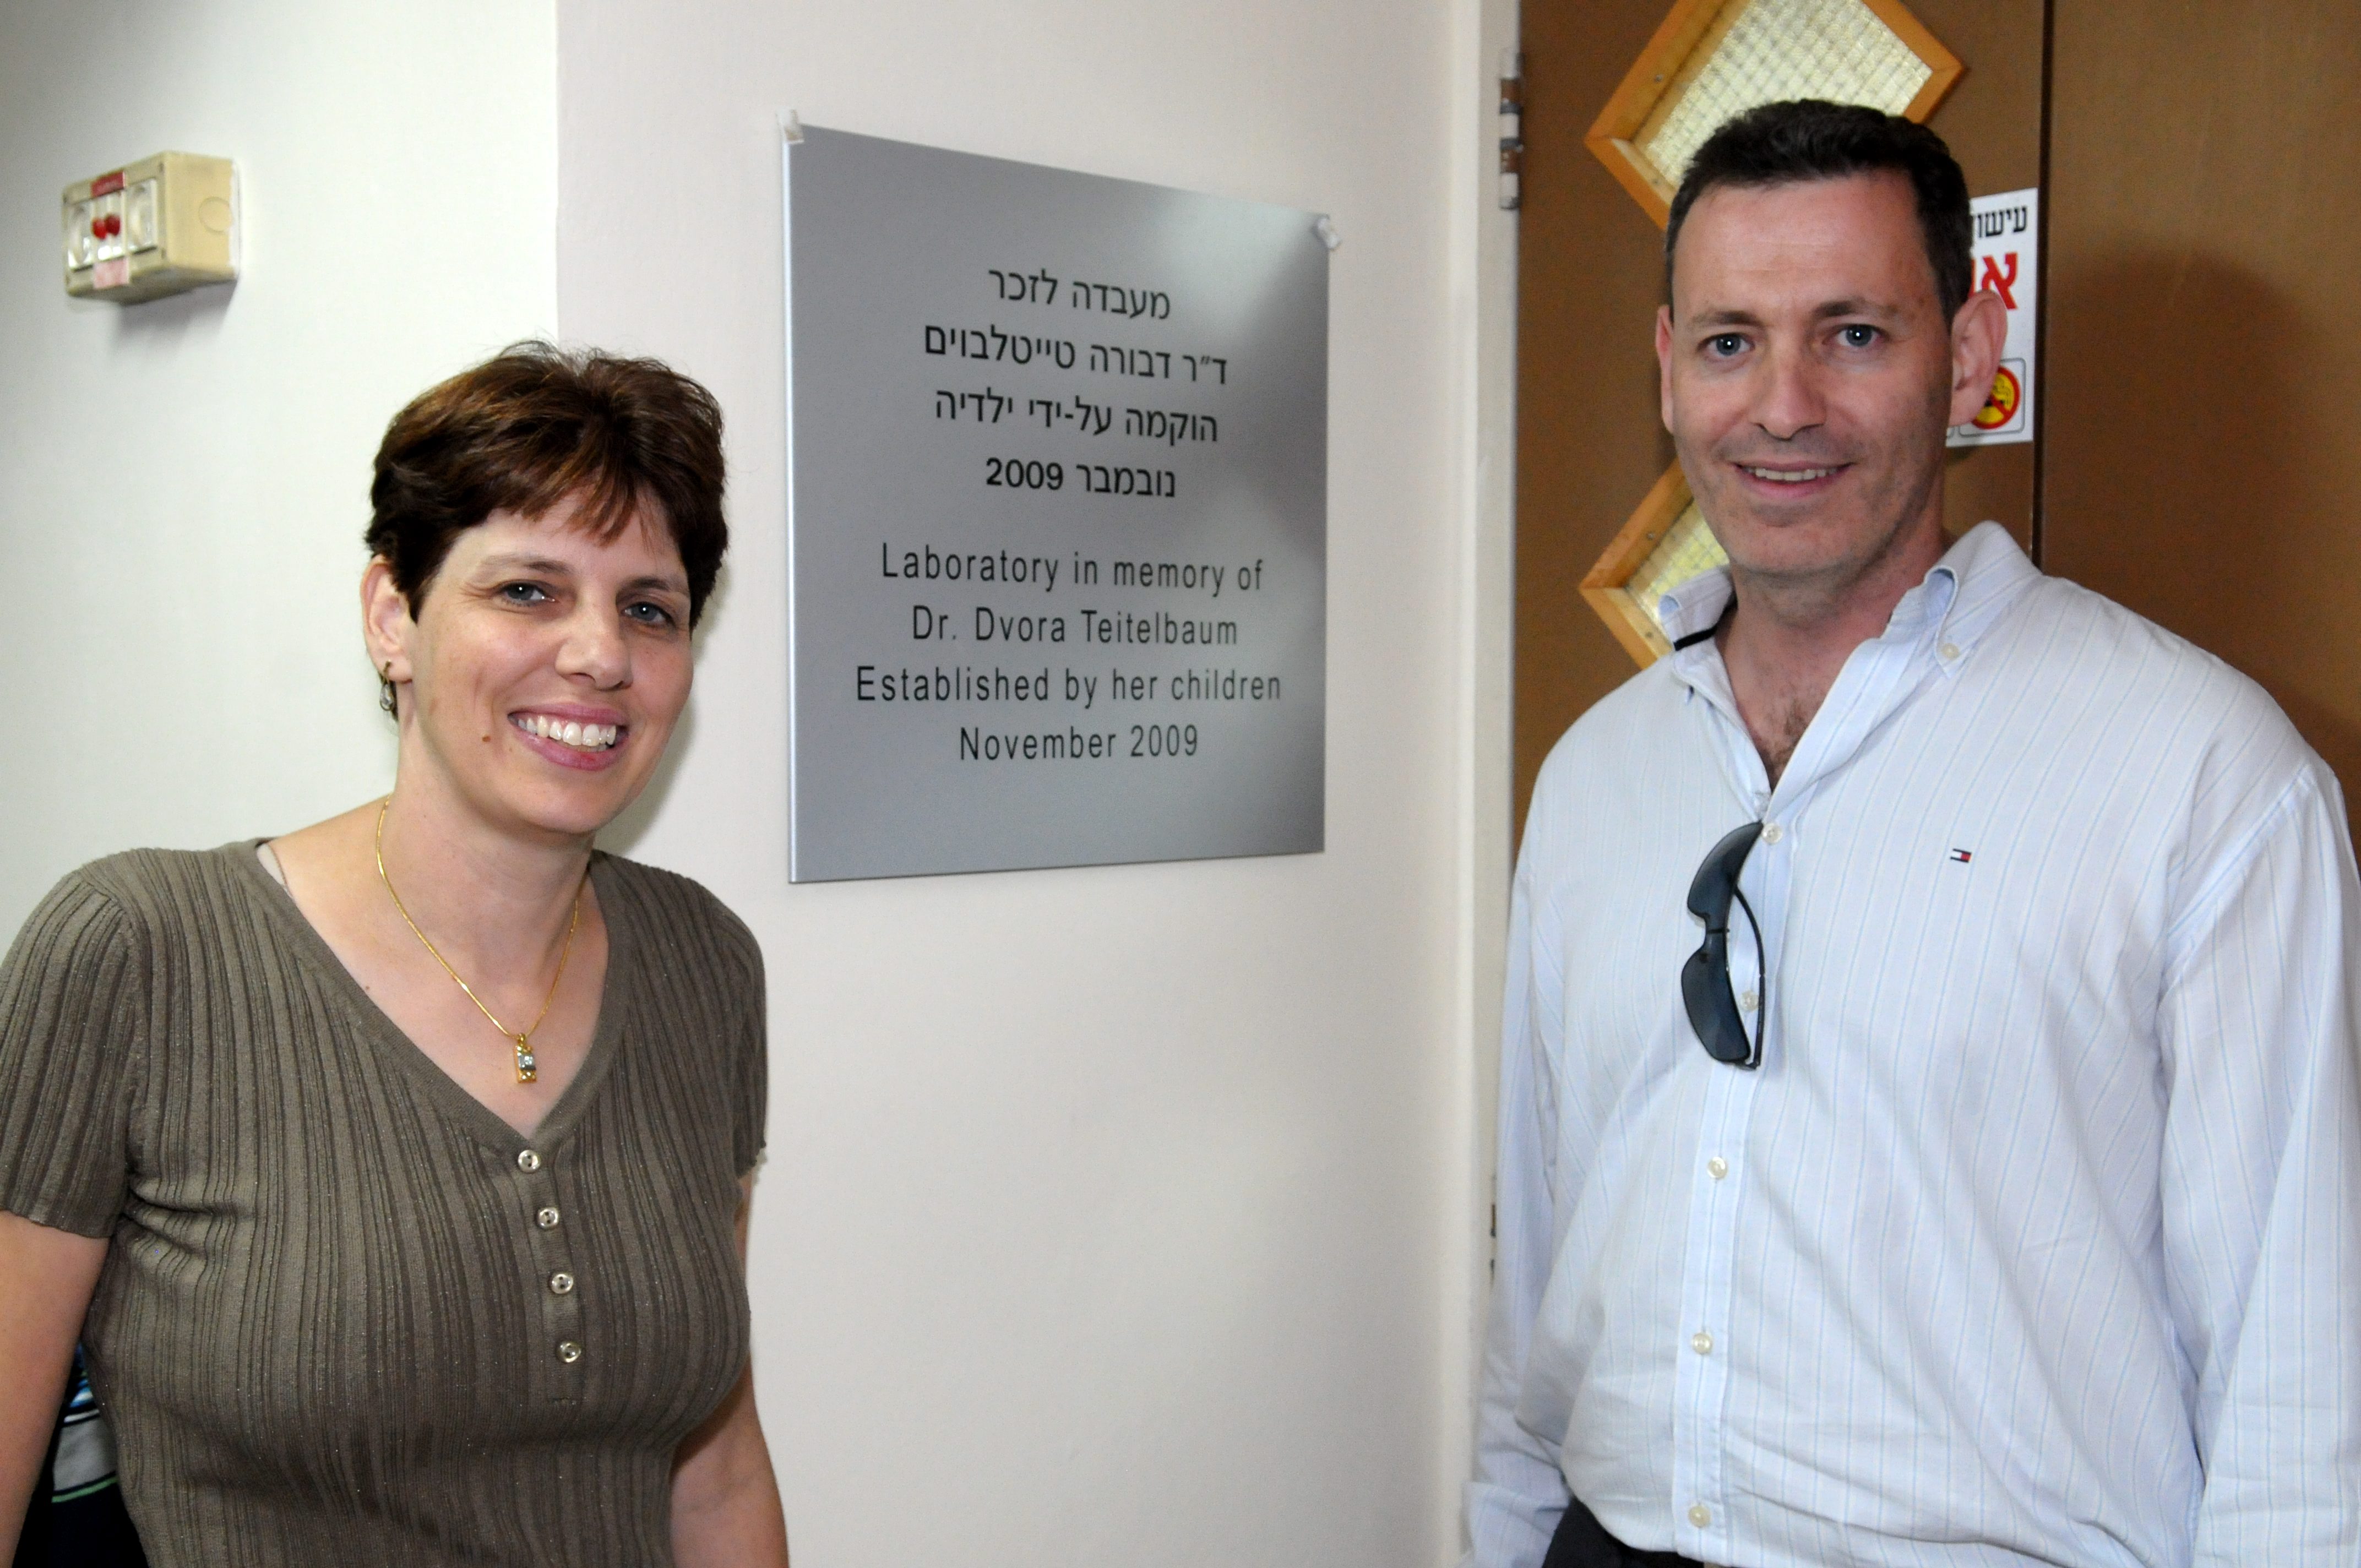 מעבדה לזכר
ד״ר דבורה טייטלבוים
הוקמה על-ידי ילדיה
נובמבר 2009
Laboratory in memory of
Dr. Dvora Teitelbaum
Established by her children
November 2009